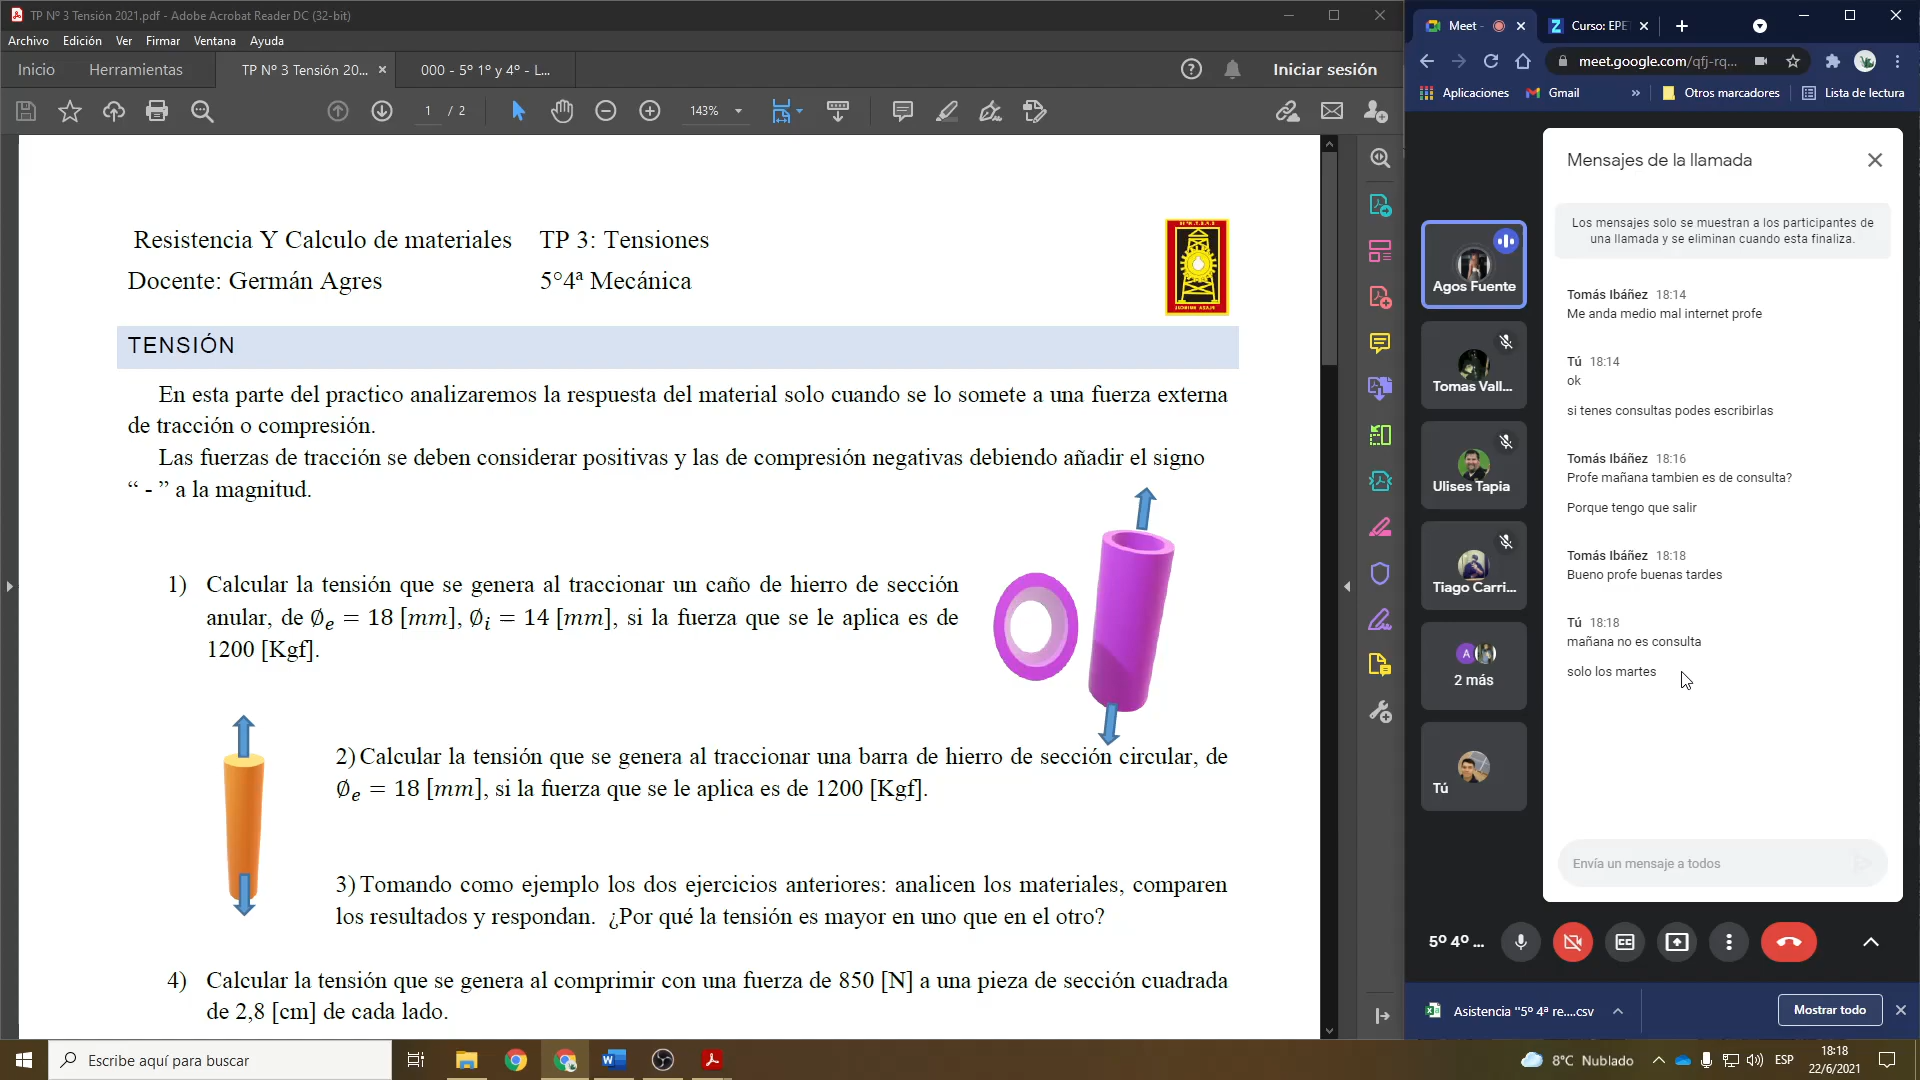 TP Nº 3 Tensión 2021.pdf - Adobe Acrobat Reader DC (32-bit)
Archivo Edición Ver Firmar Ventana Ayuda
Inicio Herramientas TP Nº 3 Tensión 20... 000 - 5º 1º y 4º - L... Iniciar sesión
1 / 2 143%
Resistencia Y Calculo de materiales TP 3: Tensiones
Docente: Germán Agres 5°4ª Mecánica
TENSIÓN
En esta parte del practico analizaremos la respuesta del material solo cuando se lo somete a una fuerza externa
de tracción o compresión.
Las fuerzas de tracción se deben considerar positivas y las de compresión negativas debiendo añadir el signo
“ - ” a la magnitud.
1) Calcular la tensión que se genera al traccionar un caño de hierro de sección
anular, de ∅e = 18 [mm], ∅i = 14 [mm], si la fuerza que se le aplica es de
1200 [Kgf].
2) Calcular la tensión que se genera al traccionar una barra de hierro de sección circular, de
∅e = 18 [mm], si la fuerza que se le aplica es de 1200 [Kgf].
3) Tomando como ejemplo los dos ejercicios anteriores: analicen los materiales, comparen
los resultados y respondan. ¿Por qué la tensión es mayor en uno que en el otro?
4) Calcular la tensión que se genera al comprimir con una fuerza de 850 [N] a una pieza de sección cuadrada
de 2,8 [cm] de cada lado.
Meet - Curso: EPE
meet.google.com/qfj-rq...
Aplicaciones Gmail » Otros marcadores Lista de lectura
Agos Fuente
Tomas Vall...
Ulises Tapia
Tiago Carri...
A
2 más
Tú
Mensajes de la llamada
Los mensajes solo se muestran a los participantes de
una llamada y se eliminan cuando esta finaliza.
Tomás Ibáñez 18:14
Me anda medio mal internet profe
Tú 18:14
ok
si tenes consultas podes escribirlas
Tomás Ibáñez 18:16
Profe mañana tambien es de consulta?
Porque tengo que salir
Tomás Ibáñez 18:18
Bueno profe buenas tardes
Tú 18:18
mañana no es consulta
solo los martes
Envía un mensaje a todos
5º 4º ...
Asistencia "5º 4ª re....csv Mostrar todo
Escribe aquí para buscar
8°C Nublado ESP 18:18
22/6/2021